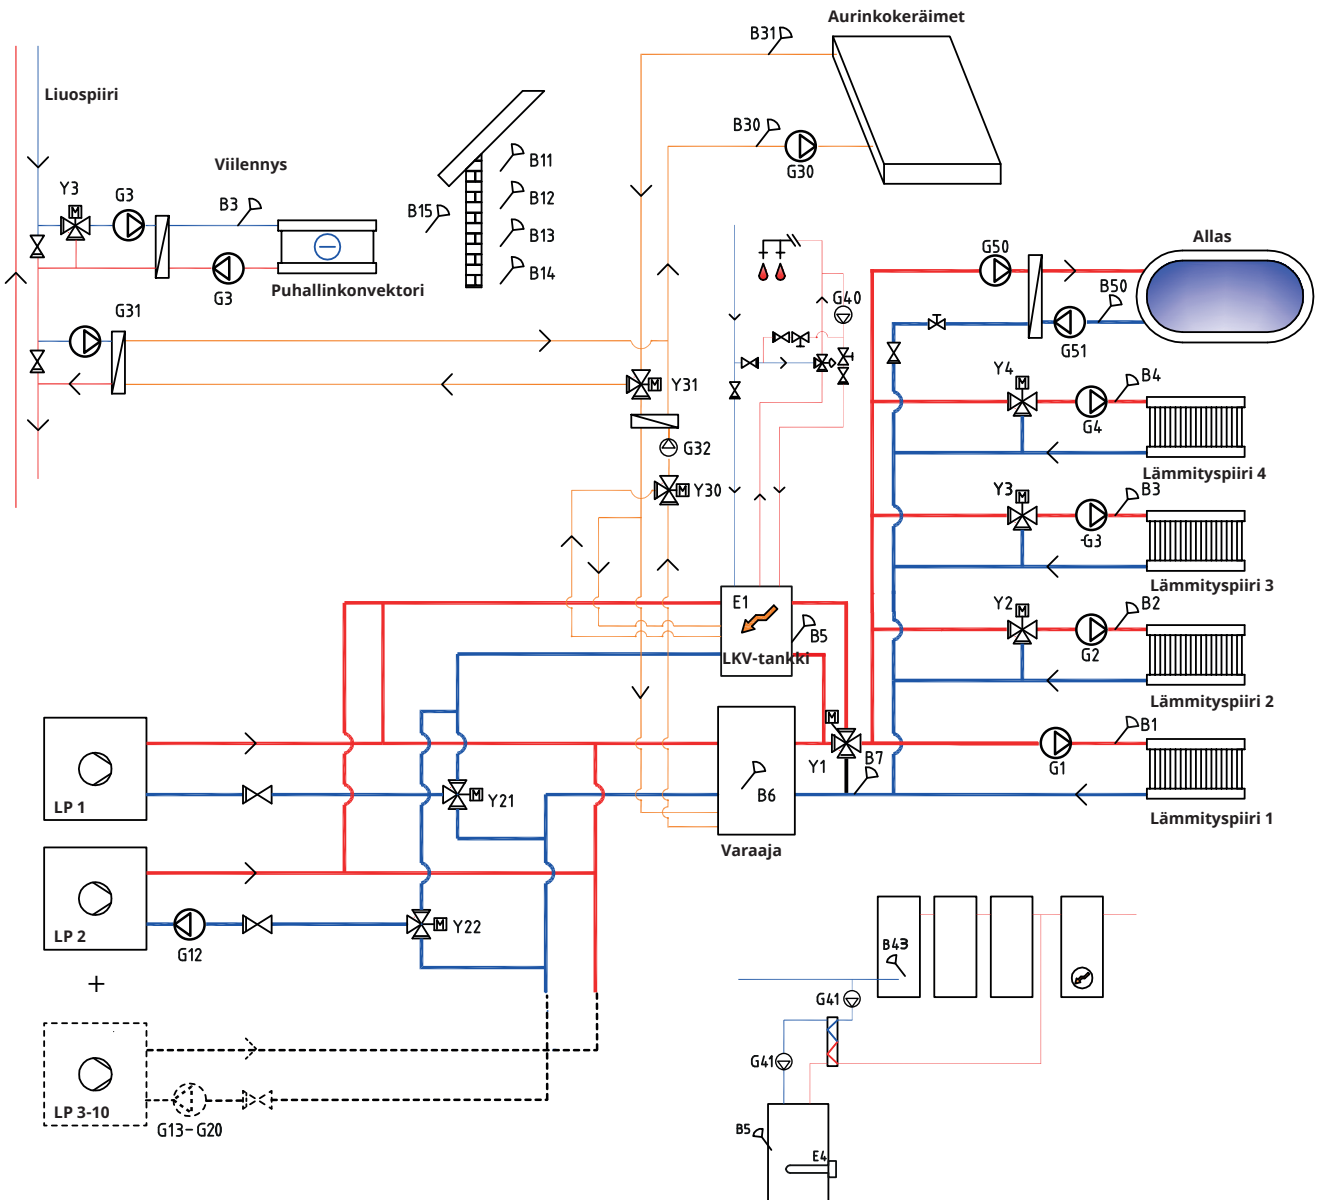 Aurinkokeräimet
B31
Liuospiiri
B30
G30
Viilennys
B11
Y3
G3
B3
B12
B15
B13
B14
G3
Puhallinkonvektori
G31
Allas
G50
B50
G40
G51
Y31
Y4
B4
G4
G32
Lämmityspiiri 4
M
Y30
Y3
B3
-G3
Lämmityspiiri 3
E1
B5
LKV-tankki
Y2
B2
G2
Lämmityspiiri 2
B1
Y1
B7
G1
B6
Lämmityspiiri 1
Varaaja
LP 1
M
Y21
LP 2
G12
M
Y22
+
B43
G41
G41
LP 3-10
G13-G20
B5
E4